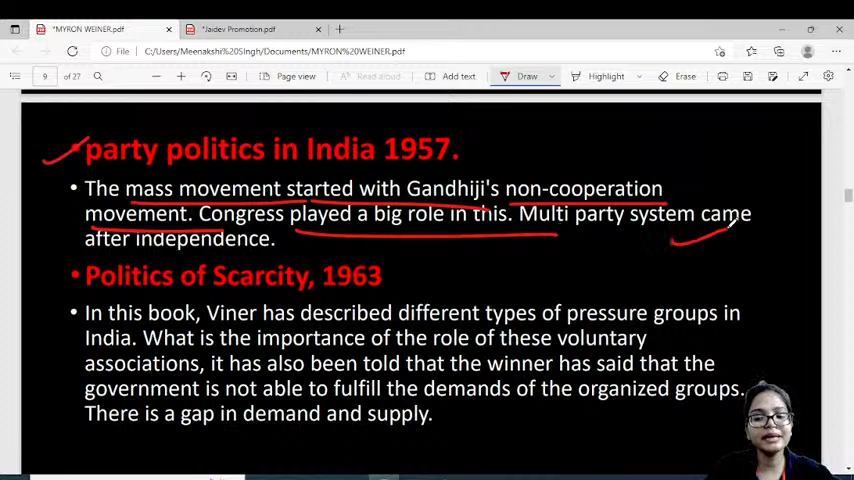 *MYRON WEINER.pdf
*Jaidev Promotion.pdf
File C:/Users/Meenakshi%20SIngh/Documents/MYRON%20WEINER.pdf
9 of 27 Page view Read aloud Add text Draw Highlight Erase
• party politics in India 1957.
• The mass movement started with Gandhiji's non-cooperation
movement. Congress played a big role in this. Multi party system came
after independence.
• Politics of Scarcity, 1963
• In this book, Viner has described different types of pressure groups in
India. What is the importance of the role of these voluntary
associations, it has also been told that the winner has said that the
government is not able to fulfill the demands of the organized groups.
There is a gap in demand and supply.